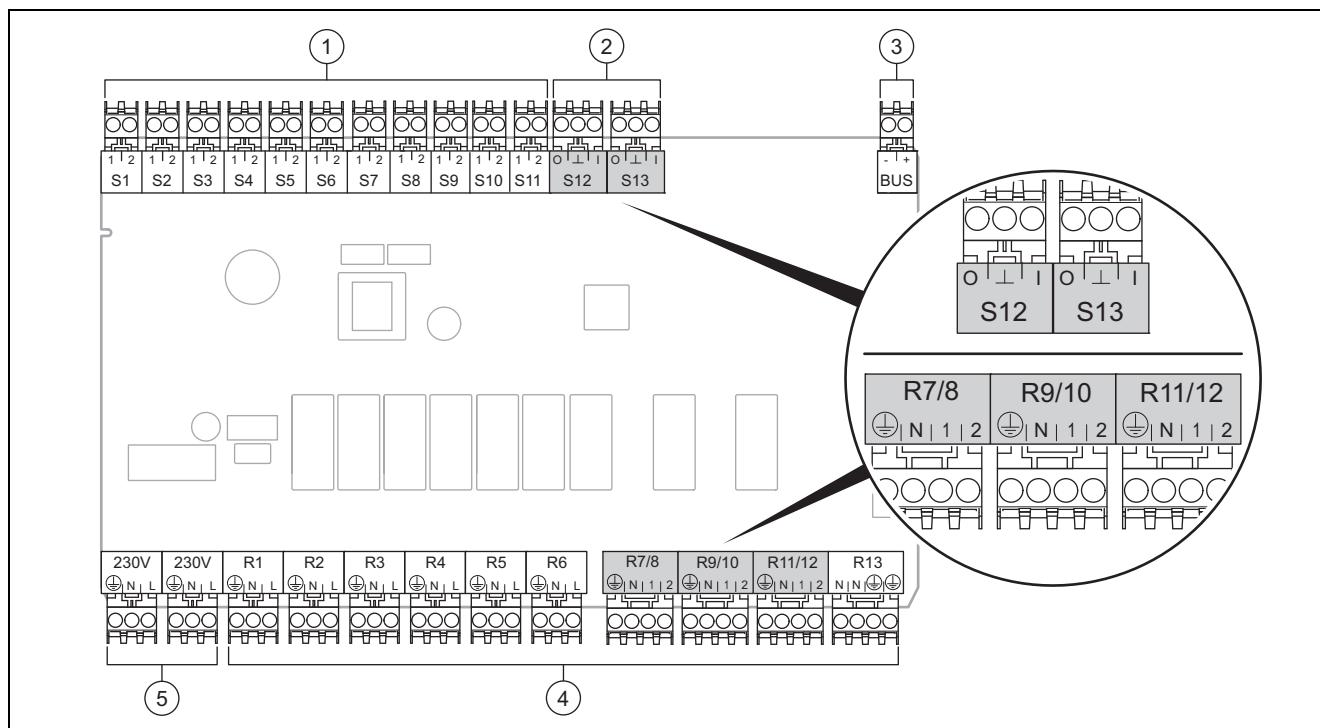 1 2 3
1 2 1 2 1 2 1 2 1 2 1 2 1 2 1 2 1 2 1 2 1 2 O ⊥ I O ⊥ I - +
S1 S2 S3 S4 S5 S6 S7 S8 S9 S10 S11 S12 S13 BUS
O ⊥ I O ⊥ I
S12 S13
R7/8 R9/10 R11/12
⏚ | N | 1 | 2 ⏚ | N | 1 | 2 ⏚ | N | 1 | 2
230V 230V R1 R2 R3 R4 R5 R6 R7/8 R9/10 R11/12 R13
⏚ N L ⏚ N L ⏚ N L ⏚ N L ⏚ N L ⏚ N L ⏚ N L ⏚ N L ⏚ | N | 1 | 2 ⏚ | N | 1 | 2 ⏚ | N | 1 | 2 N N ⏚ ⏚
5 4